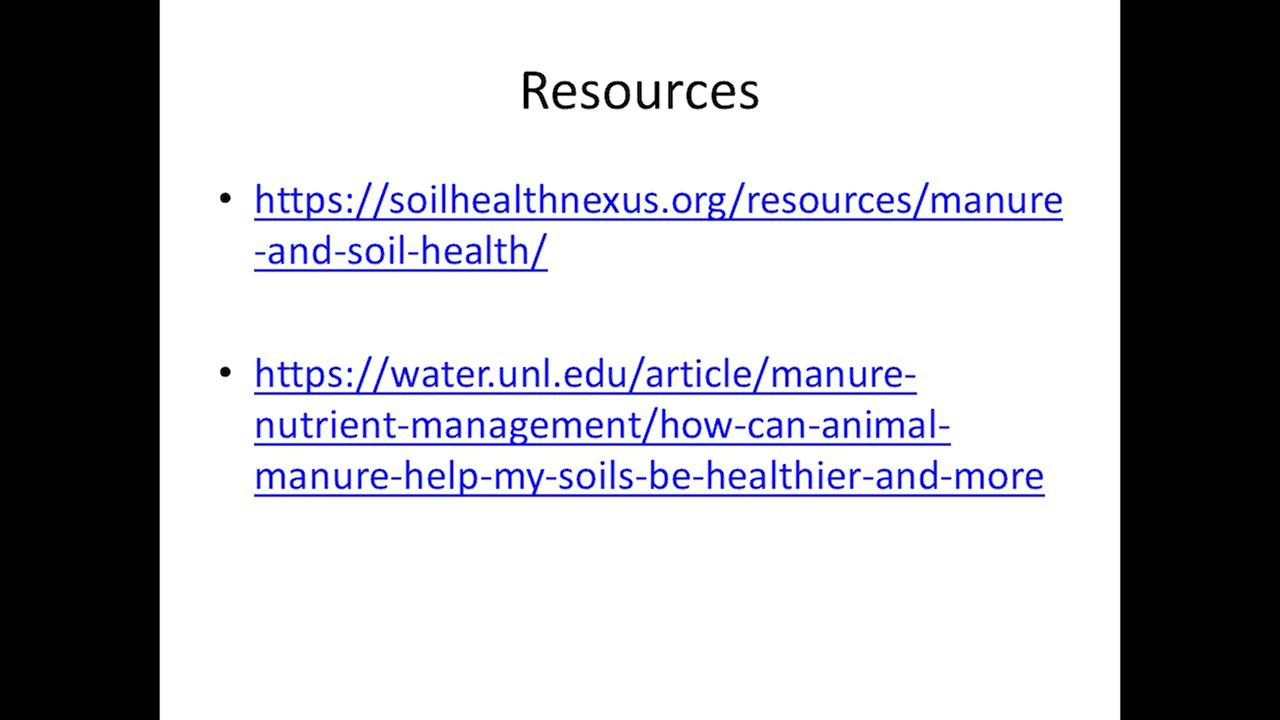 Resources
• https://soilhealthnexus.org/resources/manure
-and-soil-health/
• https://water.unl.edu/article/manure-
nutrient-management/how-can-animal-
manure-help-my-soils-be-healthier-and-more